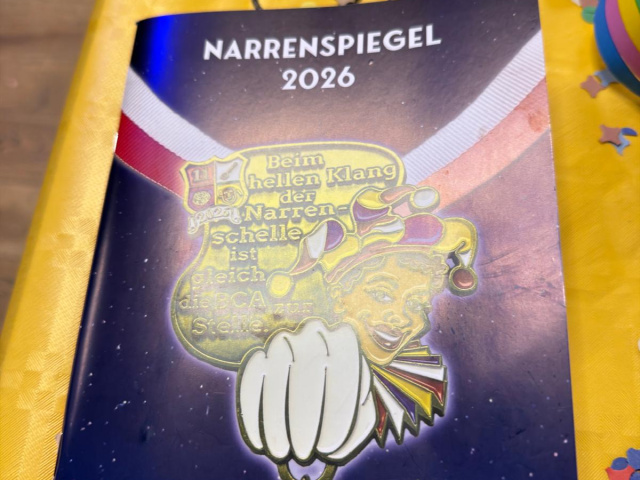 NARRENSPIEGEL
2026
Beim
hellen Klang
der
Narren-
schelle
ist
gleich
die BCA zur
Stelle.